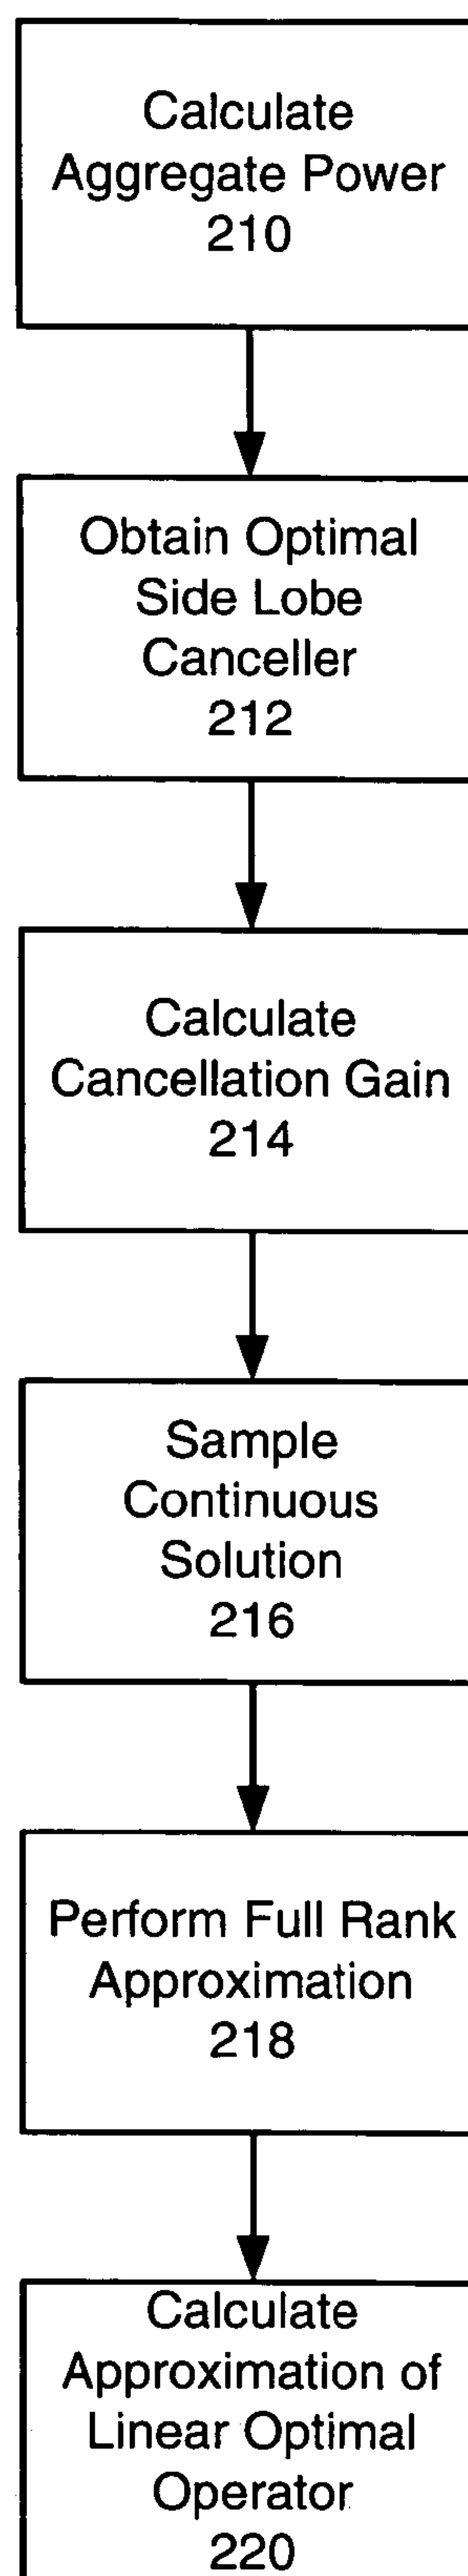 Calculate
Aggregate Power
210
Obtain Optimal
Side Lobe
Canceller
212
Calculate
Cancellation Gain
214
Sample
Continuous
Solution
216
Perform Full Rank
Approximation
218
Calculate
Approximation of
Linear Optimal
Operator
220